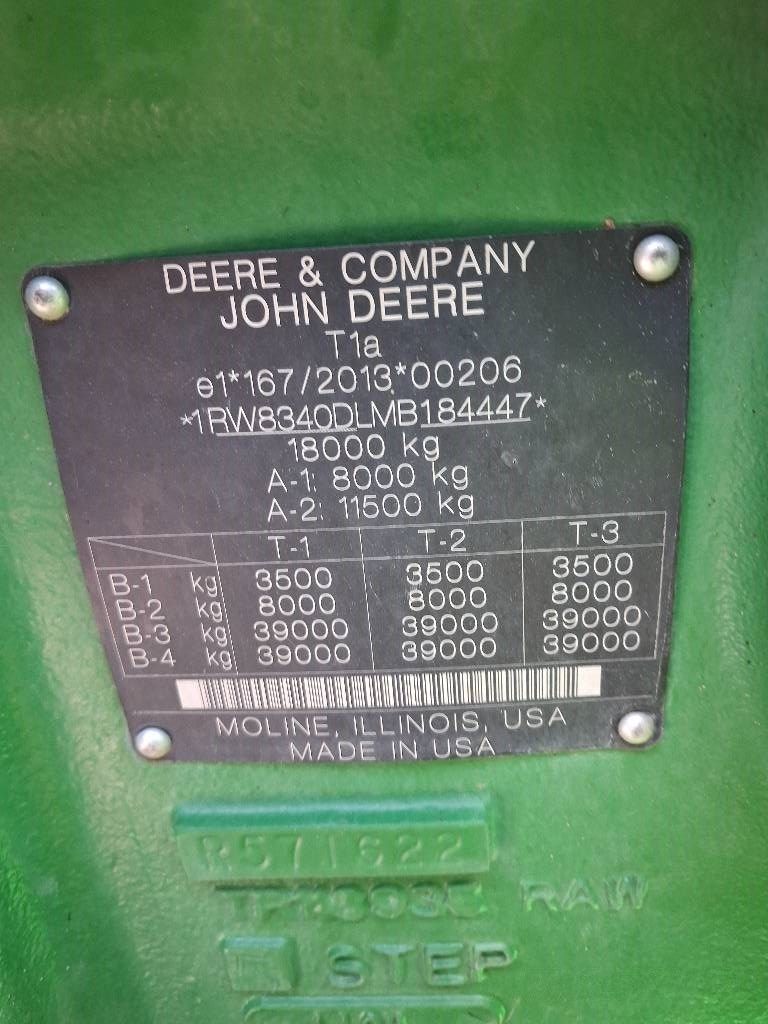 DEERE & COMPANY
JOHN DEERE
T1a
e1*167/2013*00206
*1RW8340DLMB184447*
18000 kg
A-1: 8000 kg
A-2: 11500 kg
T-1 T-2 T-3
B-1 kg 3500 3500 3500
B-2 kg 8000 8000 8000
B-3 kg 39000 39000 39000
B-4 kg 39000 39000 39000
MOLINE, ILLINOIS, USA
MADE IN USA
R571622
RAW
STEP